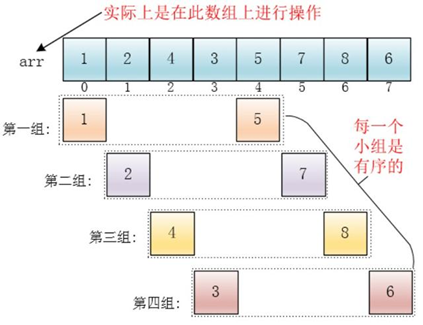 实际上是在此数组上进行操作
arr 1 2 4 3 5 7 8 6
0 1 2 3 4 5 6 7
第一组: 1 5
每一个
小组是
有序的
第二组: 2 7
第三组: 4 8
第四组: 3 6